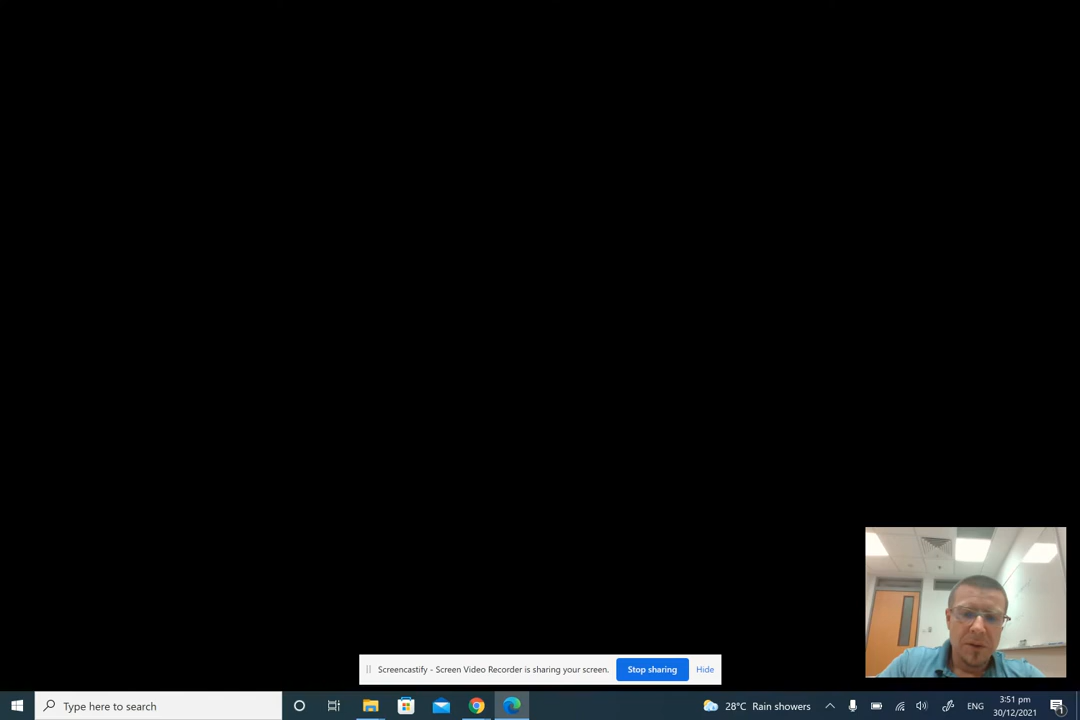 Screencastify - Screen Video Recorder is sharing your screen. Stop sharing Hide
Type here to search 28°C Rain showers ENG 3:51 pm
30/12/2021 1